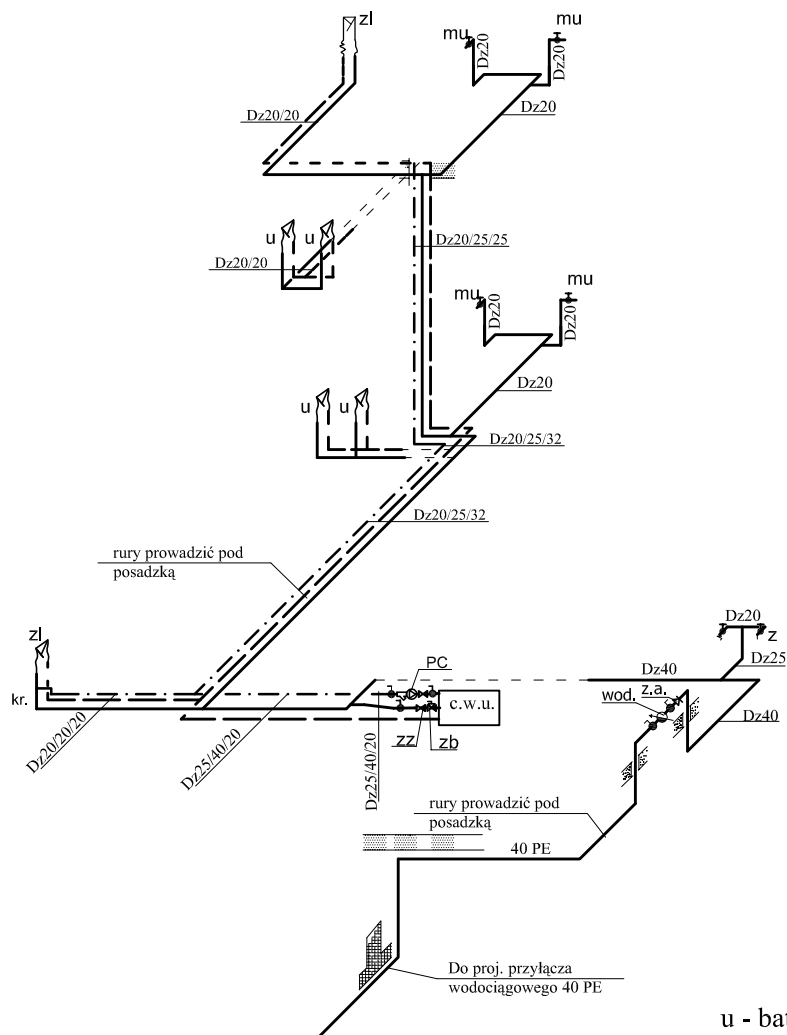 zl
mu
mu
Dz20
Dz20
Dz20/20
Dz20
u
u
Dz20/25/25
Dz20/20
mu
mu
Dz20
Dz20
u
u
Dz20/25/32
Dz20/25/32
rury prowadzić pod
posadzką
Dz20
zl
z
PC
Dz40
Dz25
kr.
c.w.u.
wod.
z.a.
Dz40
Dz20/20/20
Dz25/40/20
Dz25/40/20
zz
zb
rury prowadzić pod
posadzką
40 PE
Do proj. przyłącza
wodociągowego 40 PE
u - bat